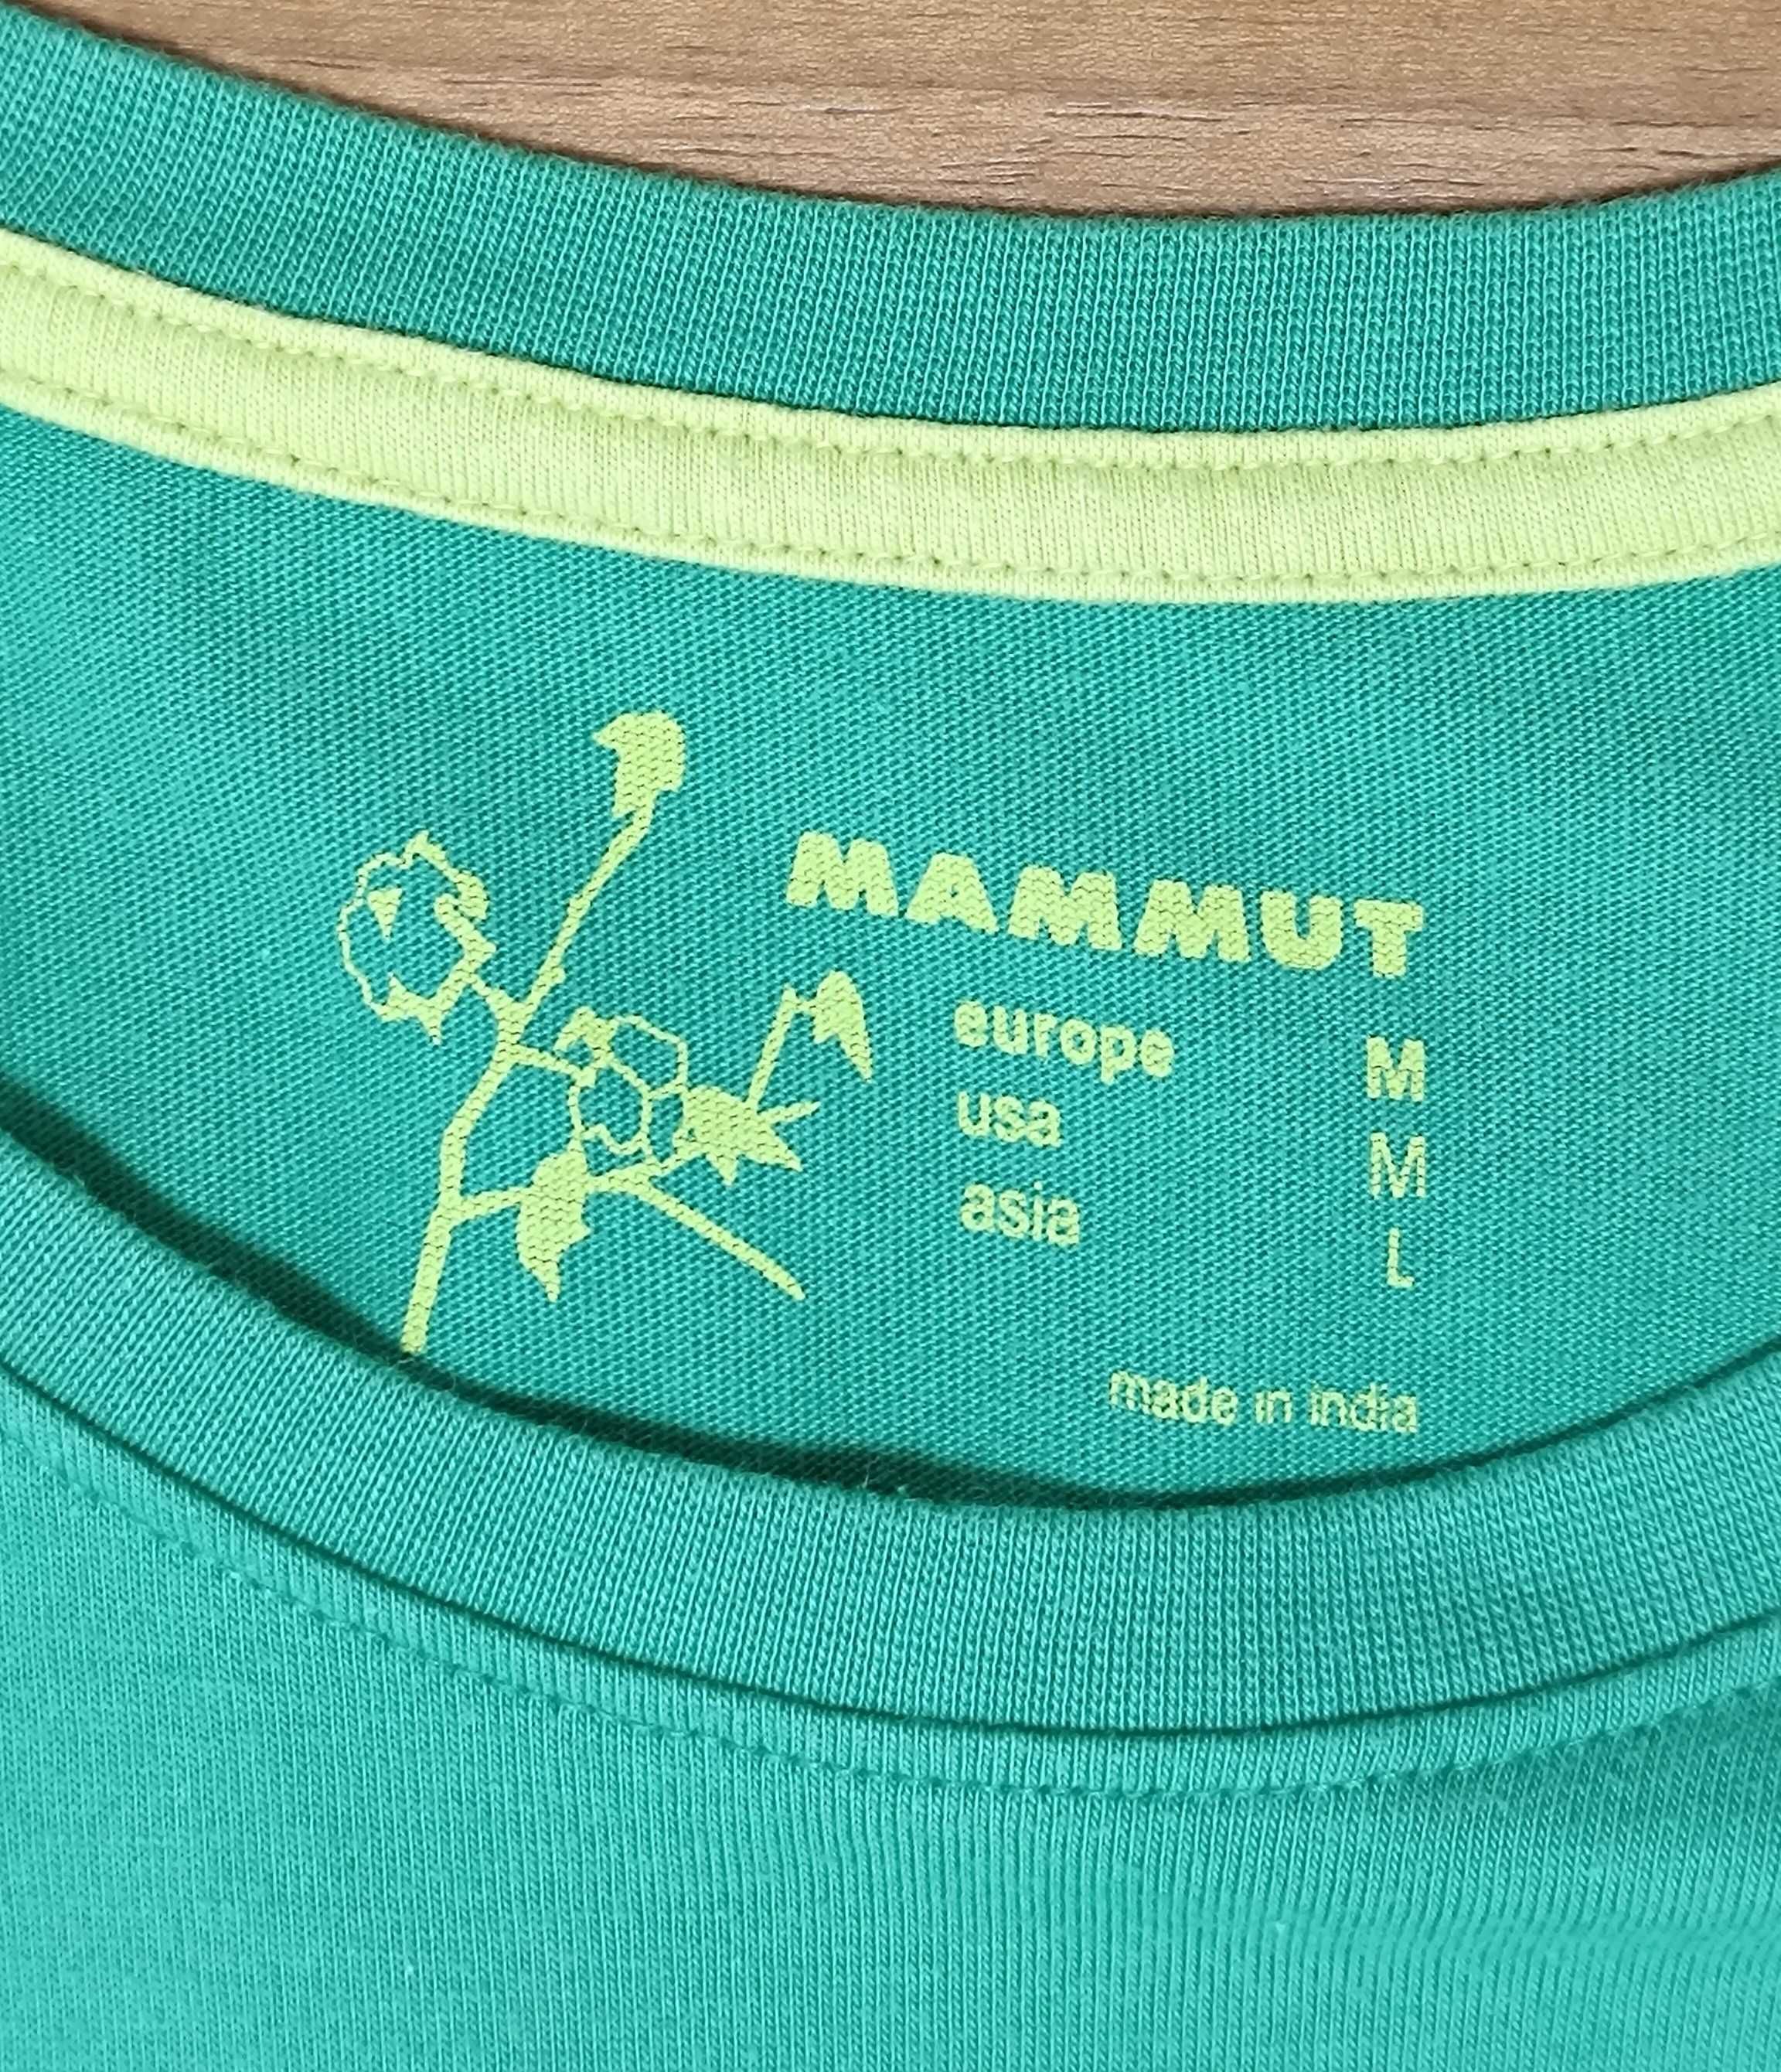 MAMMUT
europe M
usa M
asia L
made in india